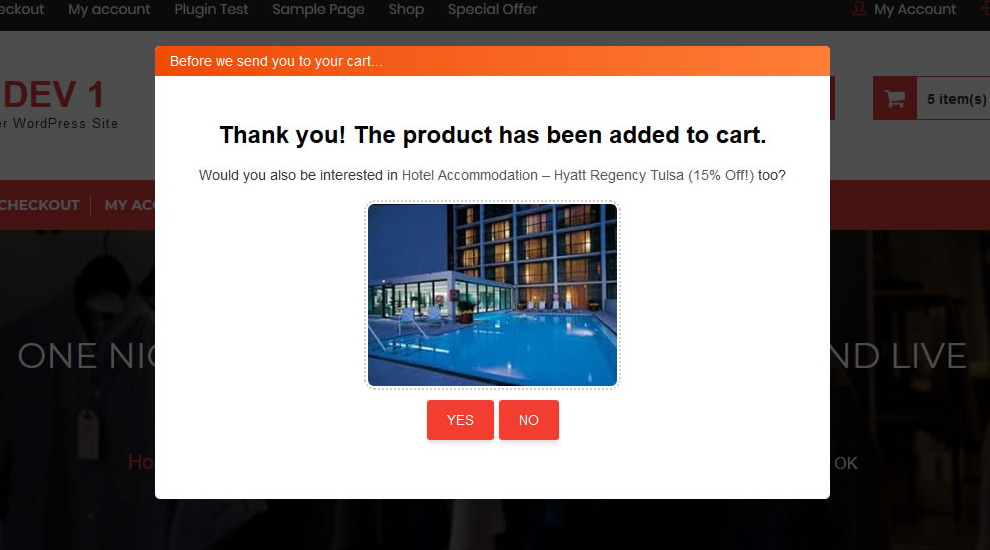 eckout My account Plugin Test Sample Page Shop Special Offer My Account
Before we send you to your cart...
DEV 1
5 item(s)
er WordPress Site
Thank you! The product has been added to cart.
Would you also be interested in Hotel Accommodation – Hyatt Regency Tulsa (15% Off!) too?
CHECKOUT MY ACC
ONE NIG ND LIVE
YES NO
Ho OK